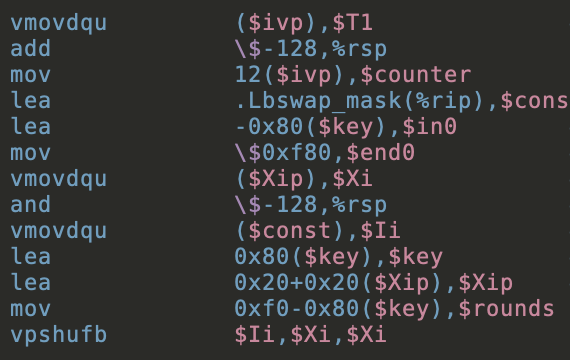 vmovdqu ($ivp),$T1
add \$-128,%rsp
mov 12($ivp),$counter
lea .Lbswap_mask(%rip),$cons
lea -0x80($key),$in0
mov \$0xf80,$end0
vmovdqu ($Xip),$Xi
and \$-128,%rsp
vmovdqu ($const),$Ii
lea 0x80($key),$key
lea 0x20+0x20($Xip),$Xip
mov 0xf0-0x80($key),$rounds
vpshufb $Ii,$Xi,$Xi